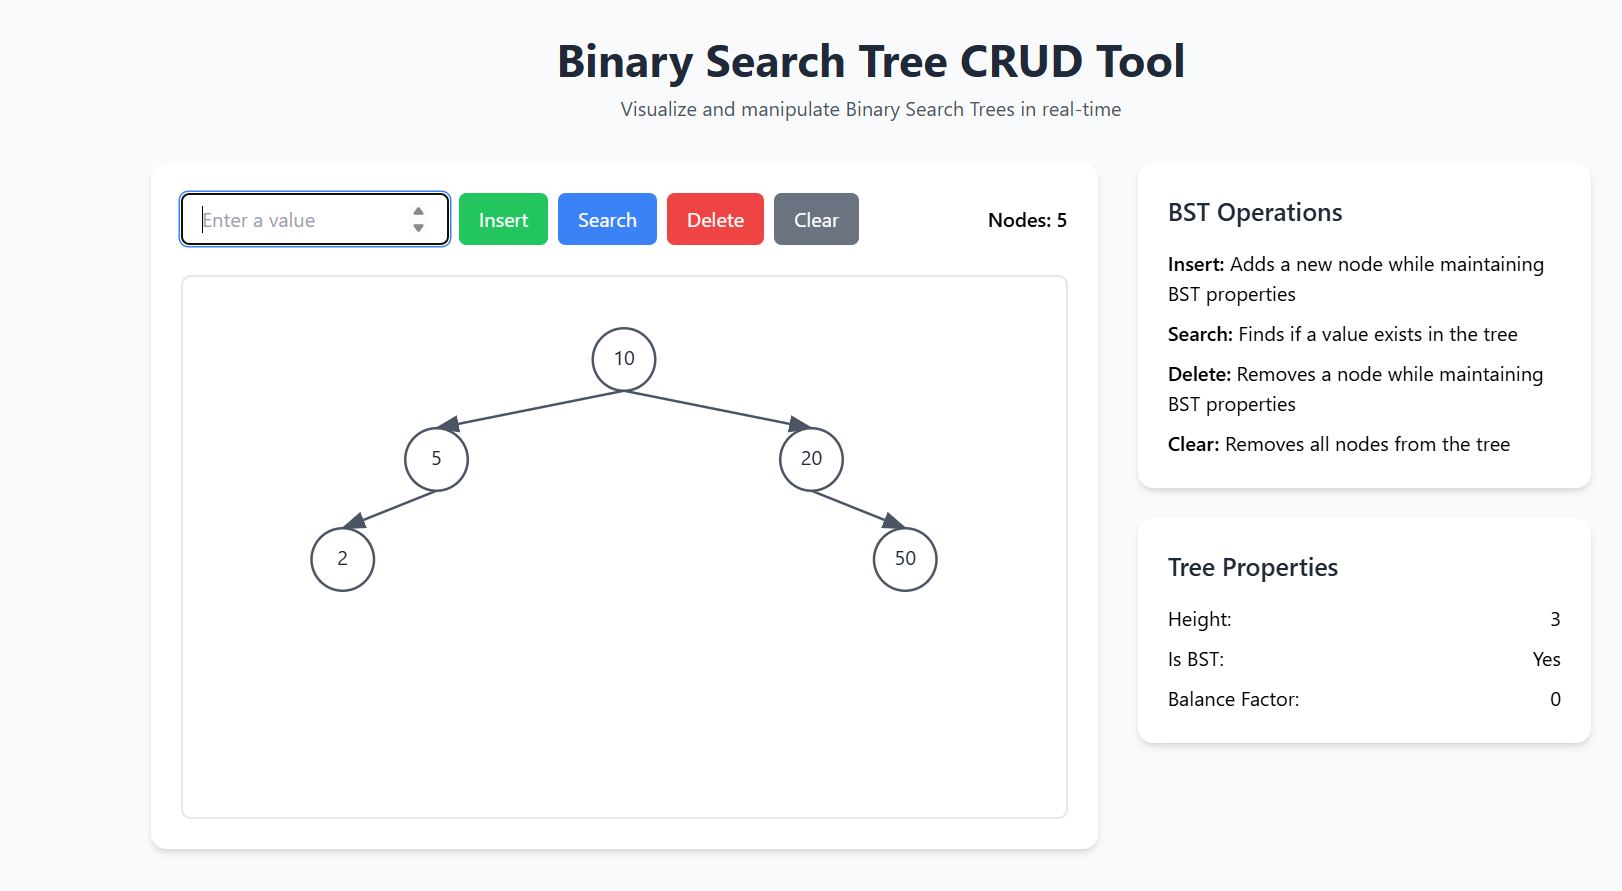 Binary Search Tree CRUD Tool
Visualize and manipulate Binary Search Trees in real-time
Enter a value
Insert
Search
Delete
Clear
Nodes: 5
10
5
20
2
50
BST Operations
Insert: Adds a new node while maintaining
BST properties
Search: Finds if a value exists in the tree
Delete: Removes a node while maintaining
BST properties
Clear: Removes all nodes from the tree
Tree Properties
Height: 3
Is BST: Yes
Balance Factor: 0